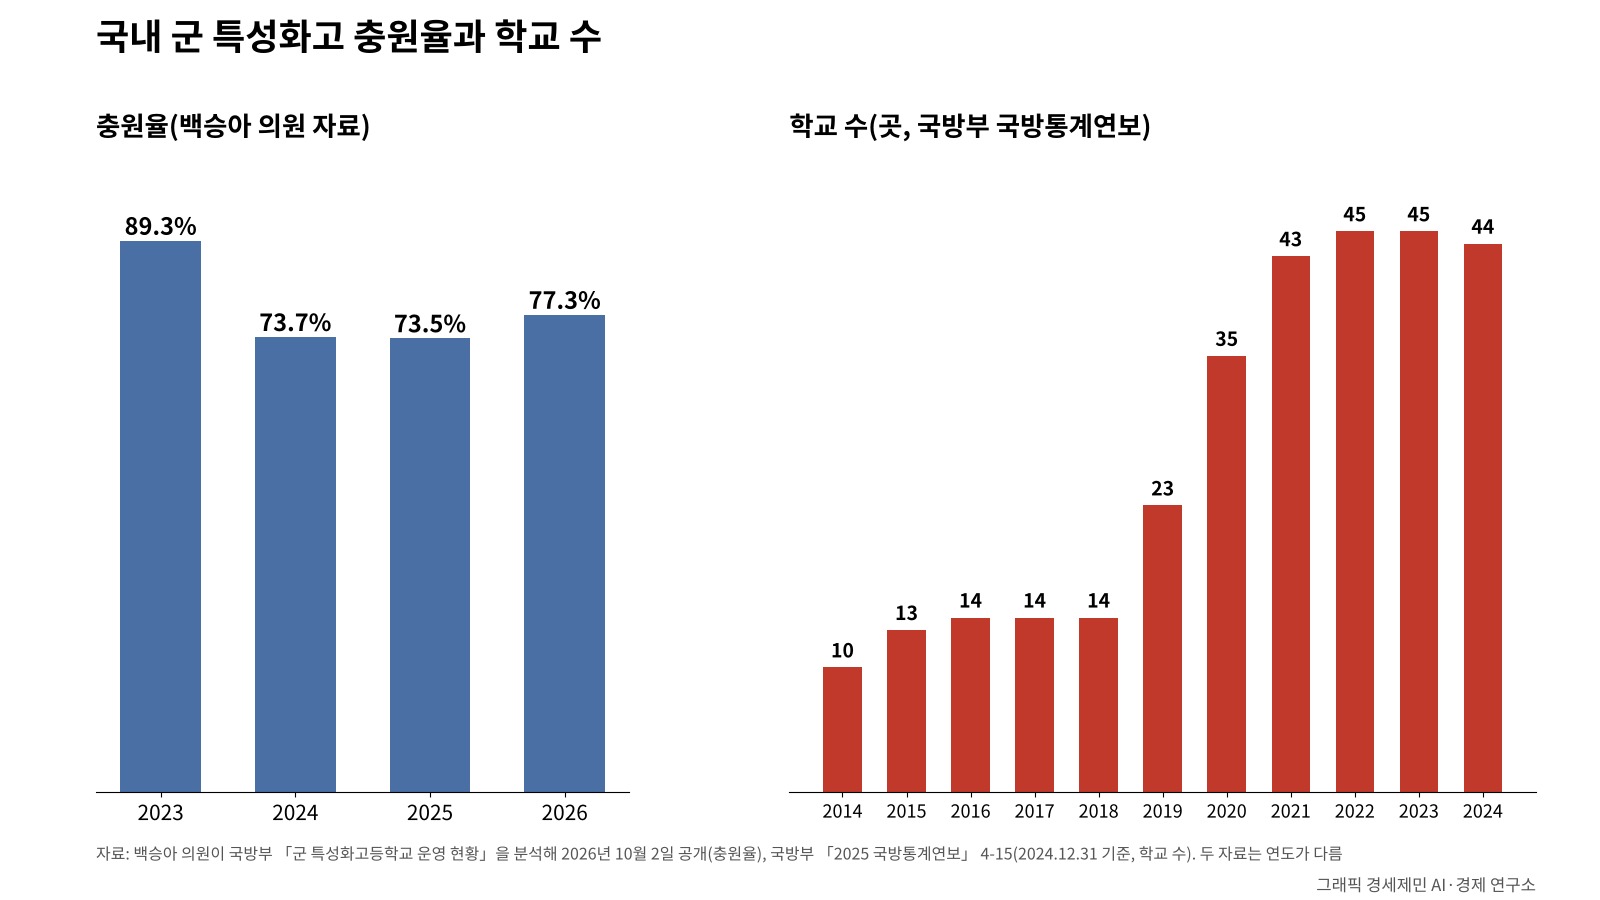 국내 군 특성화고 충원율과 학교 수
충원율(백승아 의원 자료)
89.3%
73.7%
73.5%
77.3%
2023 2024 2025 2026
학교 수(곳, 국방부 국방통계연보)
10
13
14
14
14
23
35
43
45
45
44
2014 2015 2016 2017 2018 2019 2020 2021 2022 2023 2024
자료: 백승아 의원이 국방부 「군 특성화고등학교 운영 현황」을 분석해 2026년 10월 2일 공개(충원율), 국방부 「2025 국방통계연보」 4-15(2024.12.31 기준, 학교 수). 두 자료는 연도가 다름
그래픽 경세제민 AI·경제 연구소